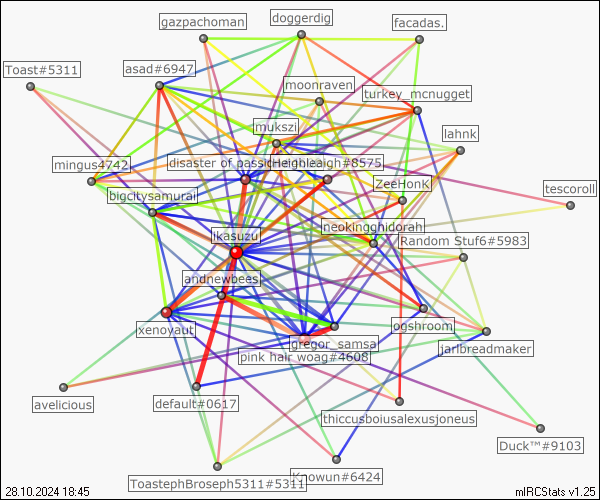 gazpachoman
doggerdig
facadas.
Toast#5311
asad#6947
moonraven
turkey_mcnugget
mukszi
lahnk
mingus4742
disaster of passi
Heighleaigh#8575
ZeeHonK
bigcitysamurai
tescoroll
neokingghidorah
Ikasuzu
Random Stuf6#5983
andnewbees
xenoyaut
ogshroom
gregor_samsa
jarlbreadmaker
pink hair woag#4608
avelicious
default#0617
thiccusboiusalexusjoneus
Duck™#9103
ToastephBroseph5311#5311
Knowun#6424
28.10.2024 18:45
mIRCStats v1.25